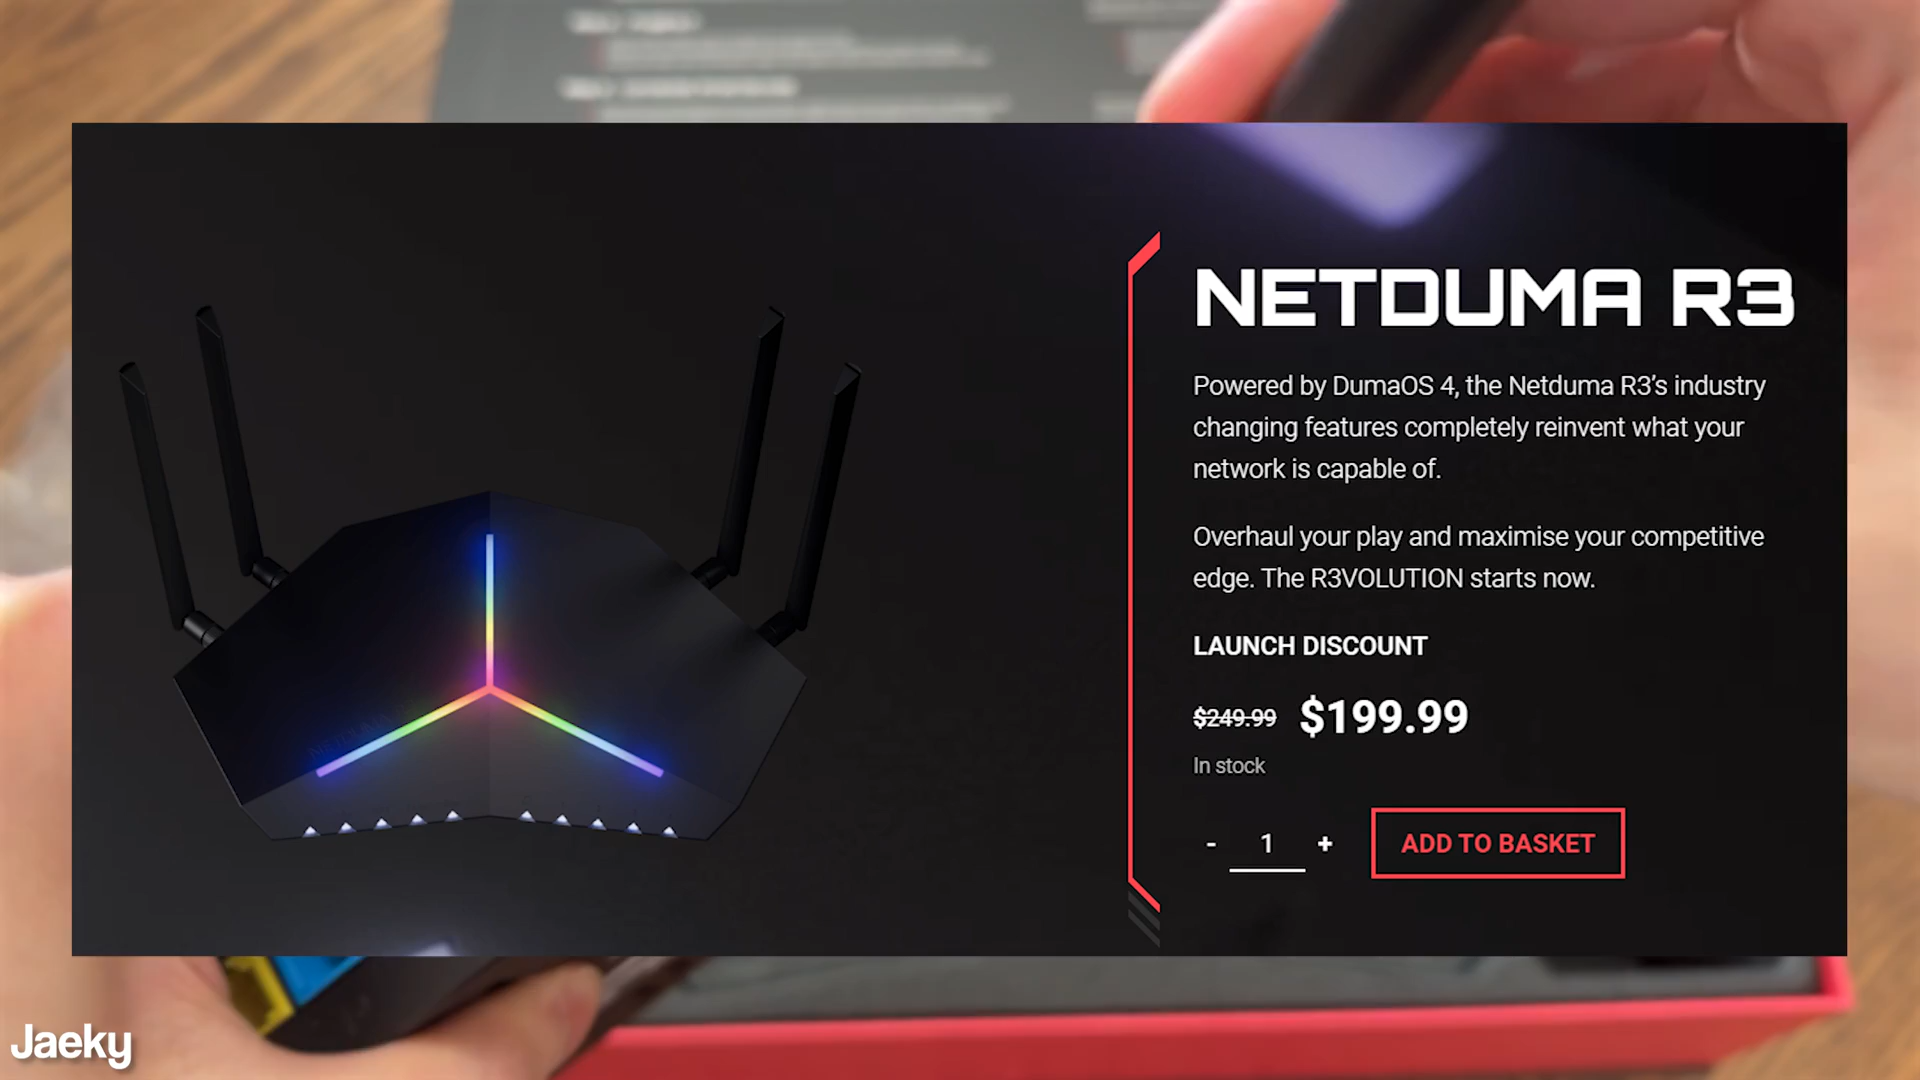 NETDUMA R3
Powered by DumaOS 4, the Netduma R3's industry
changing features completely reinvent what your
network is capable of.
Overhaul your play and maximise your competitive
edge. The R3VOLUTION starts now.
LAUNCH DISCOUNT
$249.99 $199.99
In stock
- 1 + ADD TO BASKET
Jaeky